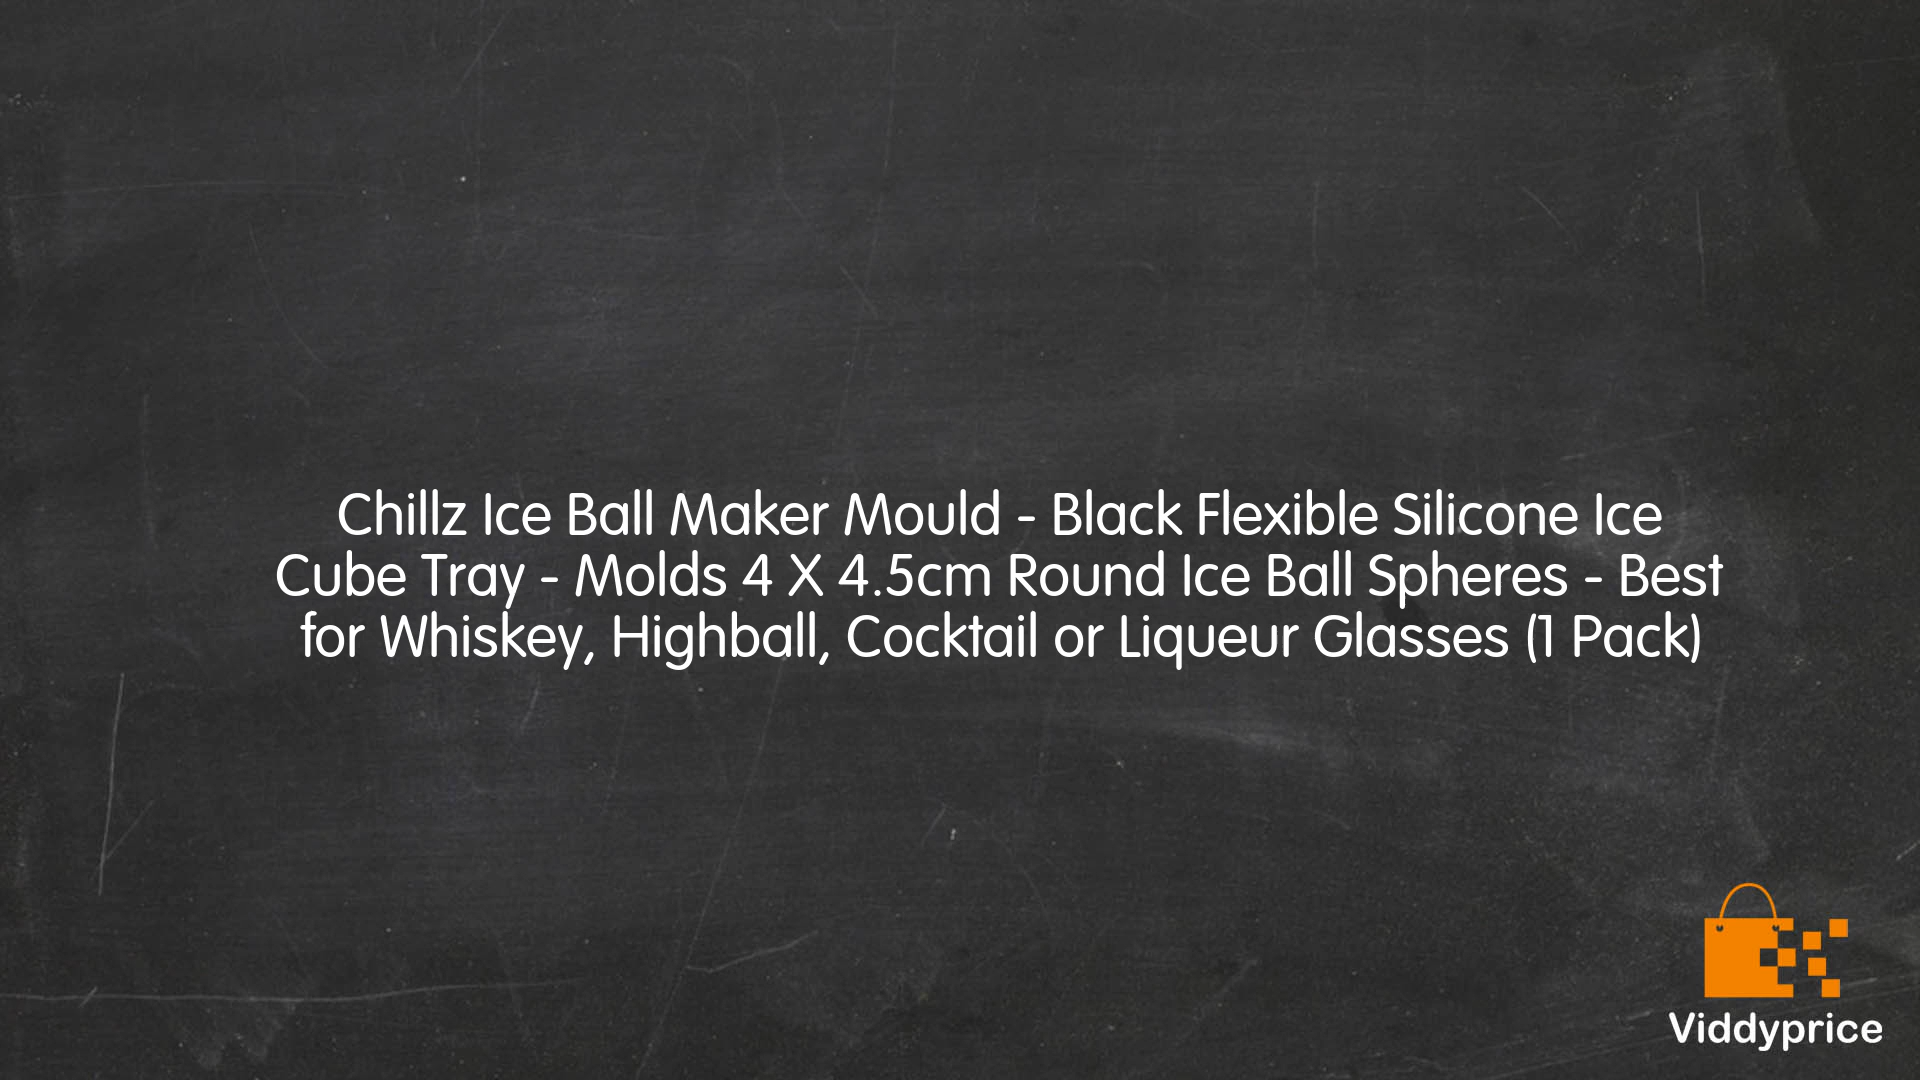 Chillz Ice Ball Maker Mould - Black Flexible Silicone Ice
Cube Tray - Molds 4 X 4.5cm Round Ice Ball Spheres - Best
for Whiskey, Highball, Cocktail or Liqueur Glasses (1 Pack)
Viddyprice